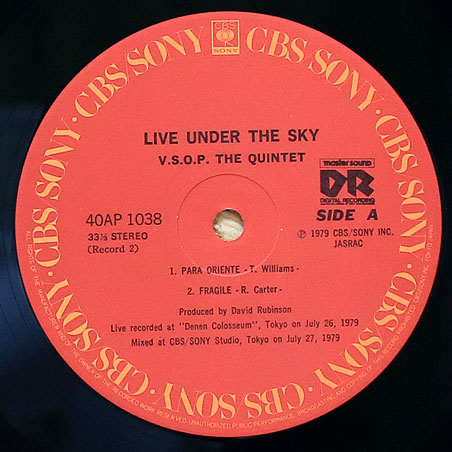 CBS SONY · CBS SONY · CBS SONY · CBS SONY · CBS SONY · CBS SONY · CBS SONY
CBS
SONY
LIVE UNDER THE SKY
V.S.O.P. THE QUINTET
master sound
DR
DIGITAL RECORDING
40AP 1038
SIDE A
33⅓ STEREO
Ⓟ 1979 CBS/SONY INC.
(Record 2)
JASRAC
1. PARA ORIENTE - T. Williams -
2. FRAGILE - R. Carter -
Produced by David Rubinson
Live recorded at "Denen Colosseum", Tokyo on July 26, 1979
Mixed at CBS/SONY Studio, Tokyo on July 27, 1979